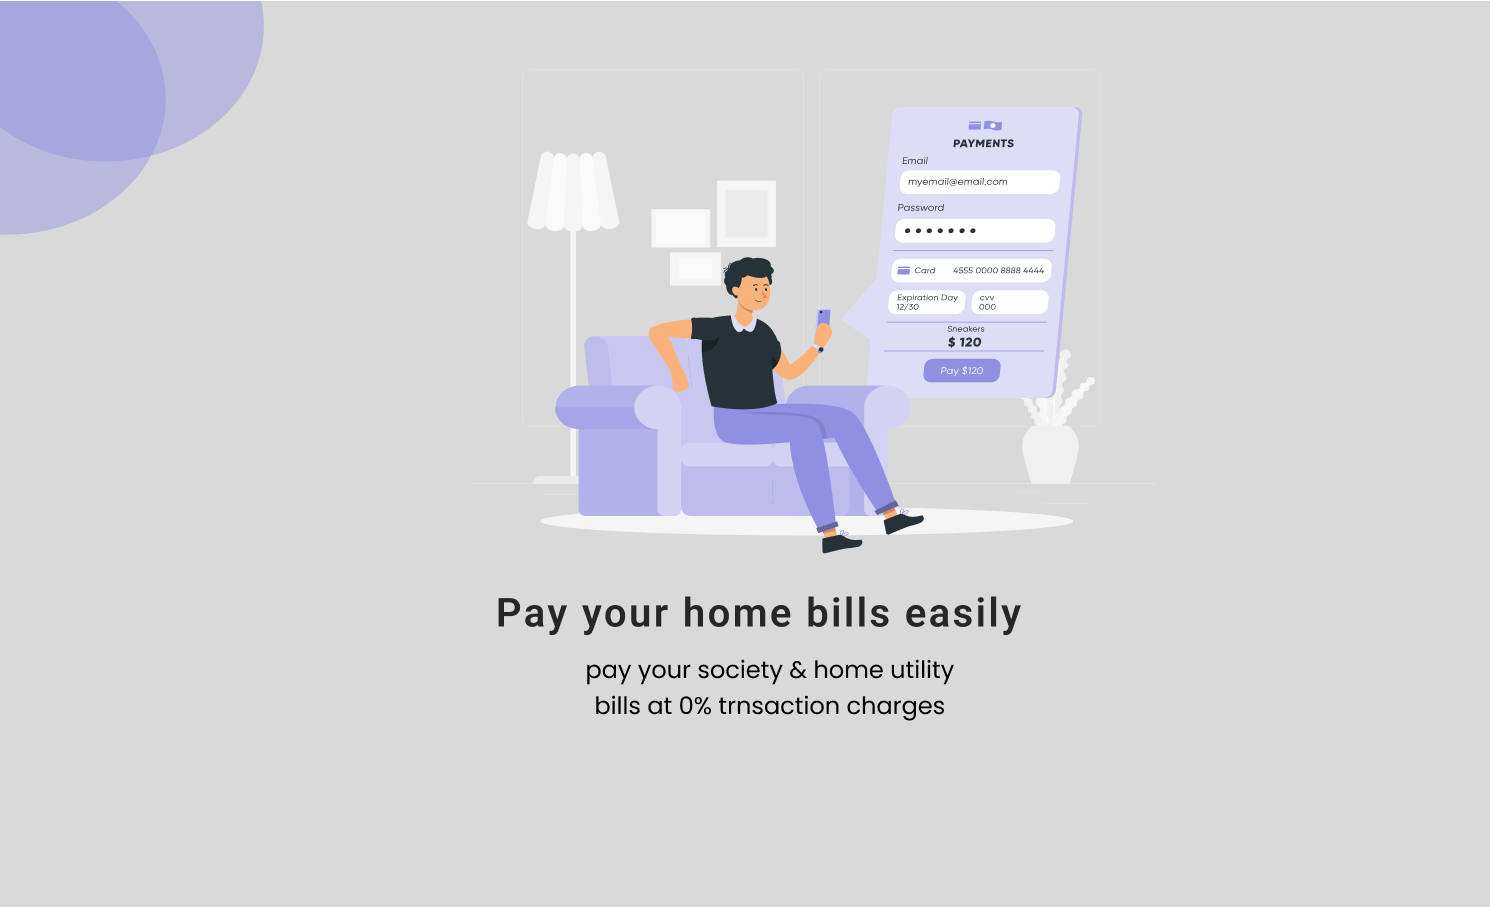 PAYMENTS
Email
myemail@email.com
Password
Card 4555 0000 8888 4444
Expiration Day
12/30
cvv
000
Sneakers
$ 120
Pay $120
Pay your home bills easily
pay your society & home utility
bills at 0% trnsaction charges